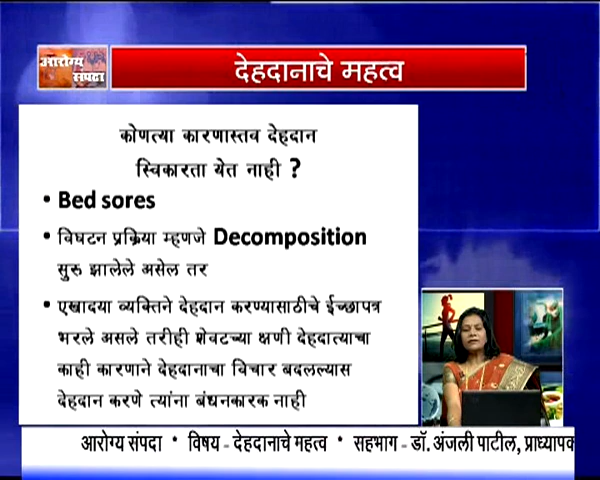 आरोग्य
संपदा
देहदानाचे महत्व
कोणत्या कारणास्तव देहदान
स्विकारता येत नाही ?
• Bed sores
• विघटन प्रक्रिया म्हणजे Decomposition
सुरु झालेले असेल तर
• एखादया व्यक्तिने देहदान करण्यासाठीचे ईच्छापत्र
भरले असले तरीही शेवटच्या क्षणी देहदात्याचा
काही कारणाने देहदानाचा विचार बदलल्यास
देहदान करणे त्यांना बंधनकारक नाही
आरोग्य संपदा * विषय - देहदानाचे महत्व * सहभाग - डॉ. अंजली पाटील, प्राध्यापक